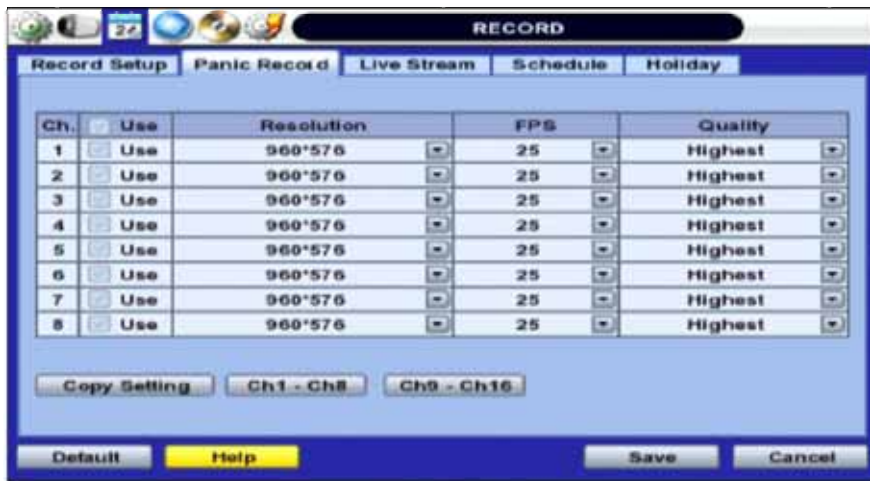 24
RECORD
Record Setup Panic Record Live Stream Schedule Holiday
Ch. Use Resolution FPS Quality
1 Use 960*576 25 Highest
2 Use 960*576 25 Highest
3 Use 960*576 25 Highest
4 Use 960*576 25 Highest
5 Use 960*576 25 Highest
6 Use 960*576 25 Highest
7 Use 960*576 25 Highest
8 Use 960*576 25 Highest
Copy Setting Ch1 - Ch8 Ch9 - Ch16
Default Help Save Cancel